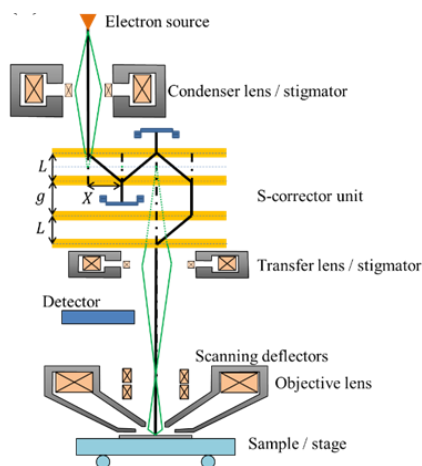 Electron source
Condenser lens / stigmator
L
X
g
S-corrector unit
L
Transfer lens / stigmator
Detector
Scanning deflectors
Objective lens
Sample / stage